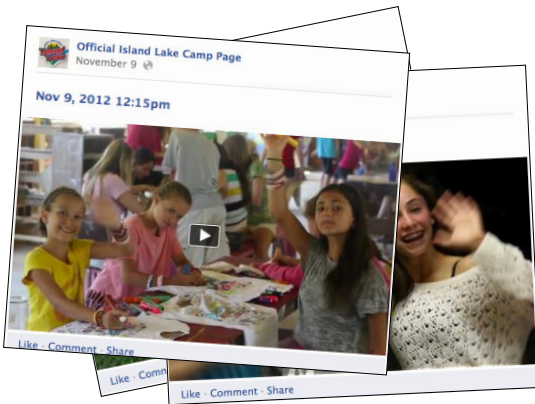 Official Island Lake Camp Page
November 9
Nov 9, 2012 12:15pm
Like · Comment · Share
Like · Comm
Like · Comment · Share